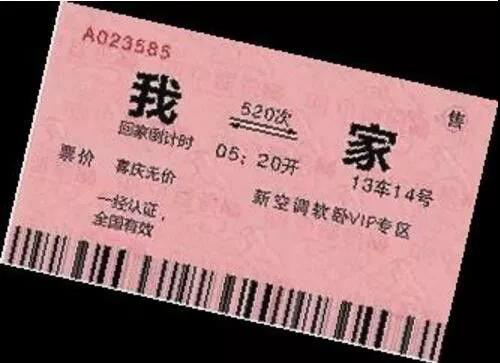 A023585
售
我 520次 家
回家倒计时 05:20开 13车14号
票价 喜庆无价 新空调软卧VIP专区
一经认证,
全国有效